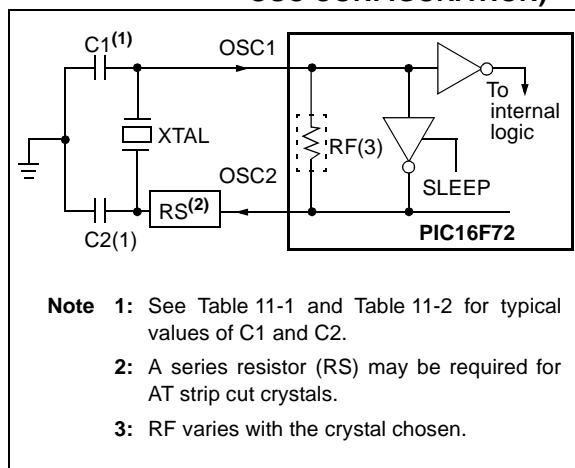 OSC CONFIGURATION)
C1(1)
OSC1
To
internal
logic
XTAL
RF(3)
OSC2
SLEEP
RS(2)
C2(1)
PIC16F72
Note 1: See Table 11-1 and Table 11-2 for typical
values of C1 and C2.
2: A series resistor (RS) may be required for
AT strip cut crystals.
3: RF varies with the crystal chosen.